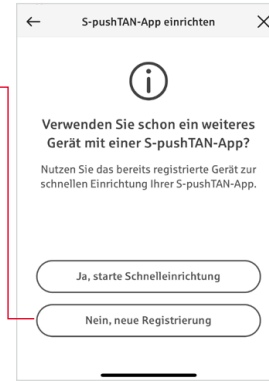 S-pushTAN-App einrichten
Verwenden Sie schon ein weiteres
Gerät mit einer S-pushTAN-App?
Nutzen Sie das bereits registrierte Gerät zur
schnellen Einrichtung Ihrer S-pushTAN-App.
Ja, starte Schnelleinrichtung
Nein, neue Registrierung